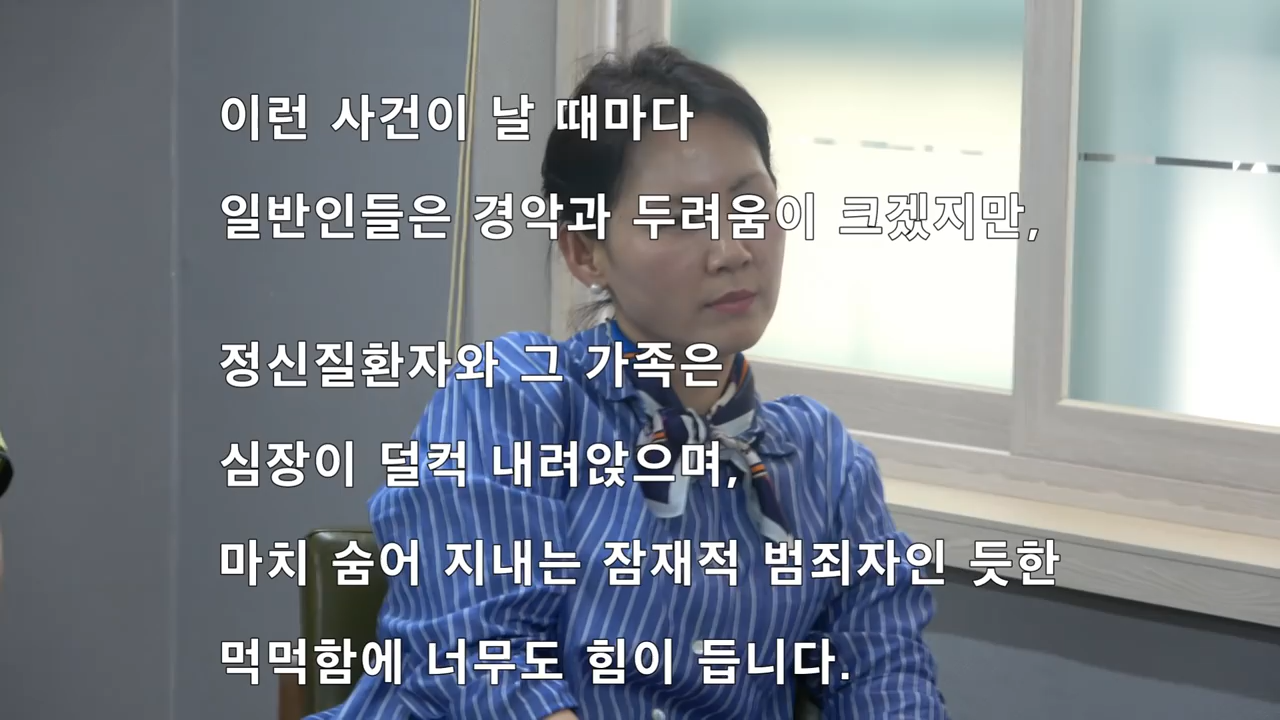 이런 사건이 날 때마다
일반인들은 경악과 두려움이 크겠지만,
정신질환자와 그 가족은
심장이 덜컥 내려앉으며,
마치 숨어 지내는 잠재적 범죄자인 듯한
먹먹함에 너무도 힘이 듭니다.